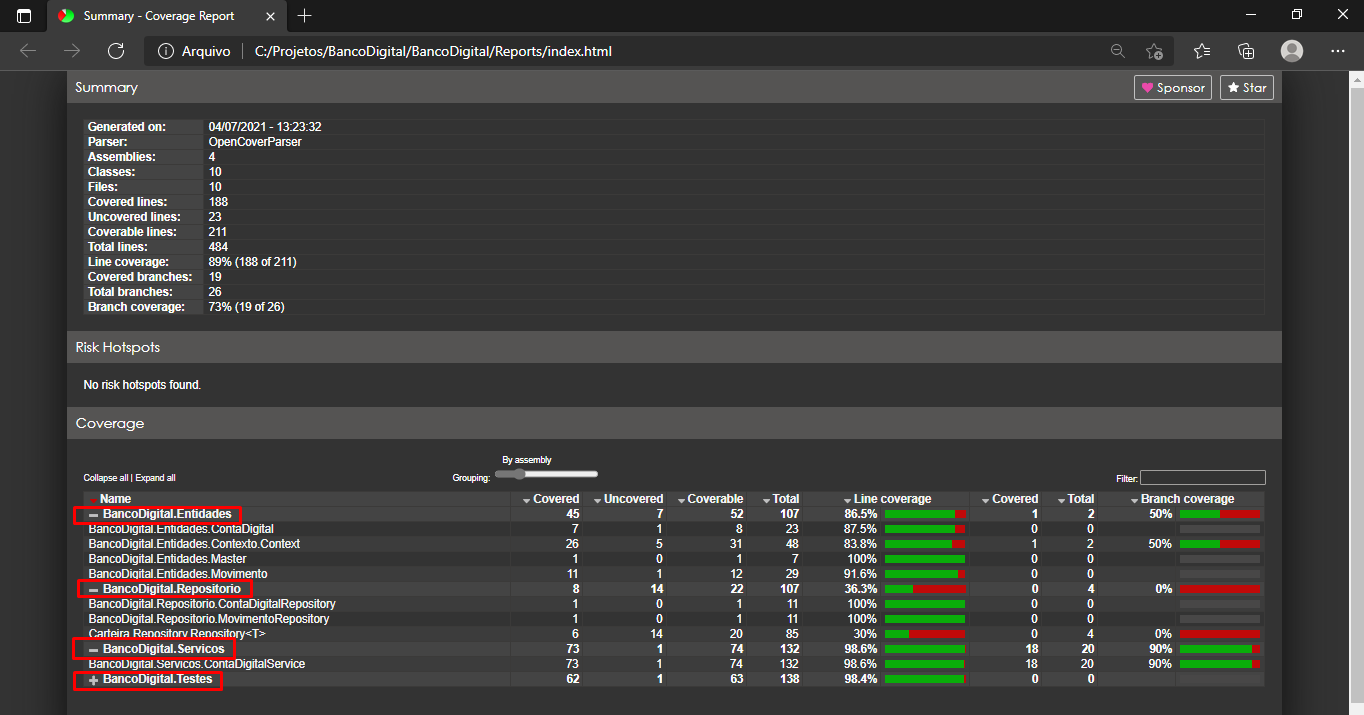 Summary - Coverage Report
Arquivo C:/Projetos/BancoDigital/BancoDigital/Reports/index.html
Summary Sponsor Star
Generated on: 04/07/2021 - 13:23:32
Parser: OpenCoverParser
Assemblies: 4
Classes: 10
Files: 10
Covered lines: 188
Uncovered lines: 23
Coverable lines: 211
Total lines: 484
Line coverage: 89% (188 of 211)
Covered branches: 19
Total branches: 26
Branch coverage: 73% (19 of 26)
Risk Hotspots
No risk hotspots found.
Coverage
By assembly
Collapse all | Expand all Grouping: Filter:
Name Covered Uncovered Coverable Total Line coverage Covered Total Branch coverage
BancoDigital.Entidades 45 7 52 107 86.5% 1 2 50%
BancoDigital.Entidades.ContaDigital 7 1 8 23 87.5% 0 0
BancoDigital.Entidades.Contexto.Context 26 5 31 48 83.8% 1 2 50%
BancoDigital.Entidades.Master 1 0 1 7 100% 0 0
BancoDigital.Entidades.Movimento 11 1 12 29 91.6% 0 0
BancoDigital.Repositorio 8 14 22 107 36.3% 0 4 0%
BancoDigital.Repositorio.ContaDigitalRepository 1 0 1 11 100% 0 0
BancoDigital.Repositorio.MovimentoRepository 1 0 1 11 100% 0 0
Carteira.Repository.Repository<T> 6 14 20 85 30% 0 4 0%
BancoDigital.Servicos 73 1 74 132 98.6% 18 20 90%
BancoDigital.Servicos.ContaDigitalService 73 1 74 132 98.6% 18 20 90%
BancoDigital.Testes 62 1 63 138 98.4% 0 0